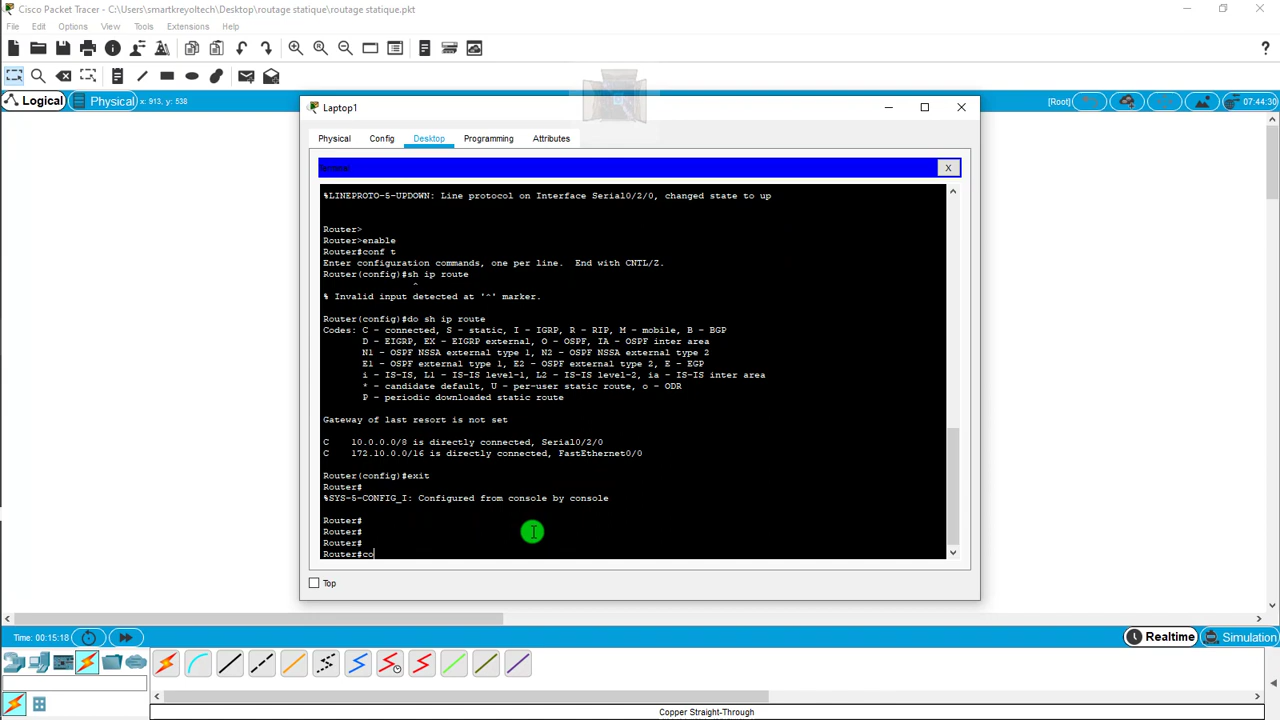 Cisco Packet Tracer - C:\Users\smartkreyoltech\Desktop\routage statique\routage statique.pkt
File Edit Options View Tools Extensions Help
Logical Physical x: 913, y: 538 [Root] 07:44:30
Laptop1
Physical Config Desktop Programming Attributes
X
%LINEPROTO-5-UPDOWN: Line protocol on Interface Serial0/2/0, changed state to up
Router>
Router>enable
Router#conf t
Enter configuration commands, one per line. End with CNTL/Z.
Router(config)#sh ip route
^
% Invalid input detected at '^' marker.
Router(config)#do sh ip route
Codes: C - connected, S - static, I - IGRP, R - RIP, M - mobile, B - BGP
D - EIGRP, EX - EIGRP external, O - OSPF, IA - OSPF inter area
N1 - OSPF NSSA external type 1, N2 - OSPF NSSA external type 2
E1 - OSPF external type 1, E2 - OSPF external type 2, E - EGP
i - IS-IS, L1 - IS-IS level-1, L2 - IS-IS level-2, ia - IS-IS inter area
* - candidate default, U - per-user static route, o - ODR
P - periodic downloaded static route
Gateway of last resort is not set
C 10.0.0.0/8 is directly connected, Serial0/2/0
C 172.10.0.0/16 is directly connected, FastEthernet0/0
Router(config)#exit
Router#
%SYS-5-CONFIG_I: Configured from console by console
Router#
Router#
Router#
Router#co
Top
Time: 00:15:18 Realtime Simulation
Copper Straight-Through